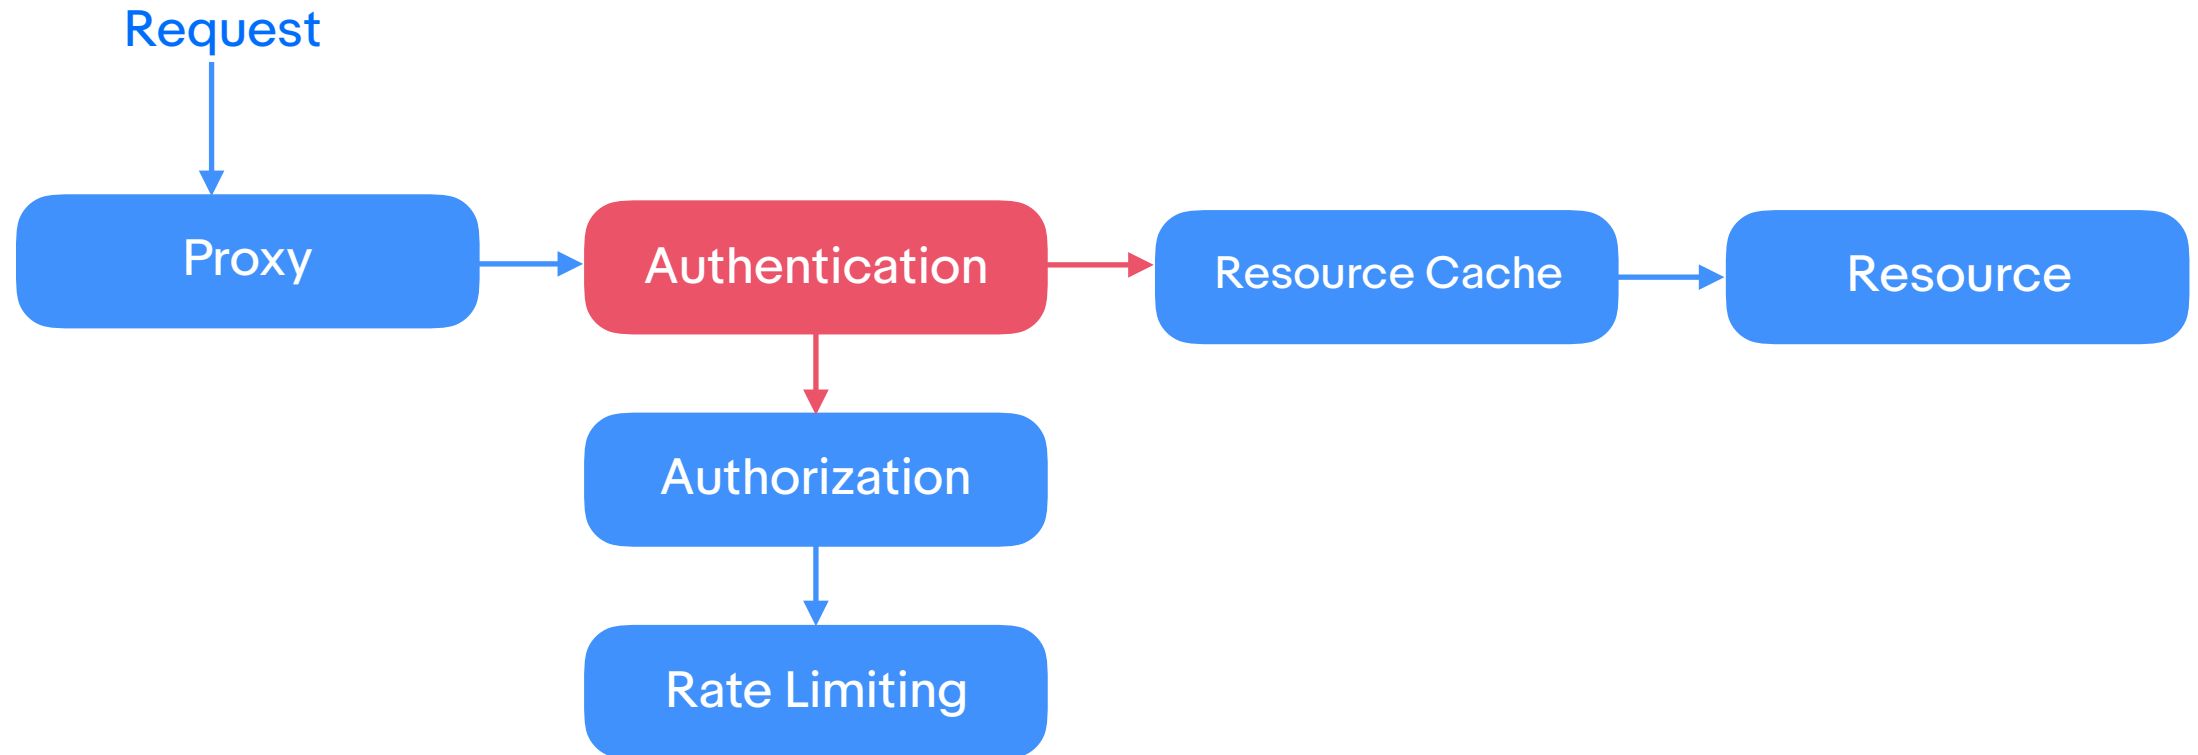 Request
Proxy
Authentication
Resource Cache
Resource
Authorization
Rate Limiting